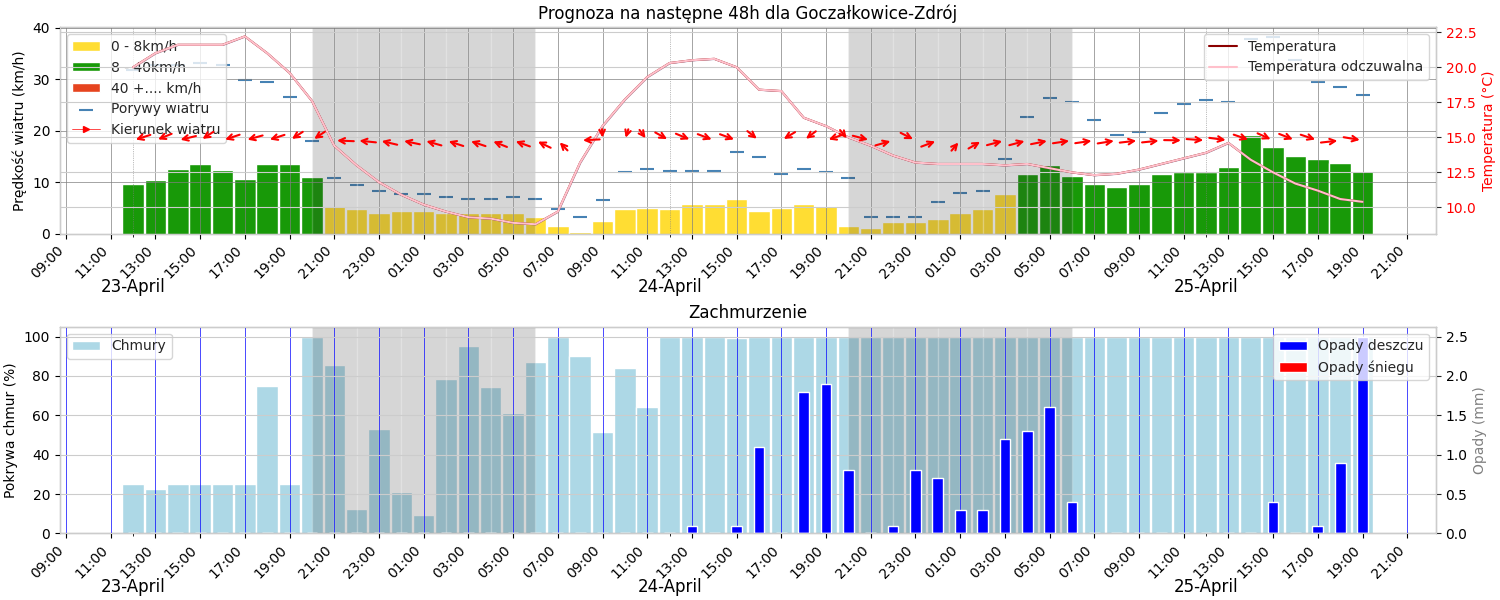 Prognoza na następne 48h dla Goczałkowice-Zdrój
Prędkość wiatru (km/h)
40
30
20
10
0
0 - 8km/h
8 - 40km/h
40 +.... km/h
Porywy wiatru
Kierunek wiatru
Temperatura
Temperatura odczuwalna
22.5
20.0
17.5
15.0
12.5
10.0
Temperatura (°C)
09:00 11:00 13:00 15:00 17:00 19:00 21:00 23:00 01:00 03:00 05:00 07:00 09:00 11:00 13:00 15:00 17:00 19:00 21:00 23:00 01:00 03:00 05:00 07:00 09:00 11:00 13:00 15:00 17:00 19:00 21:00
23-April 24-April 25-April
Zachmurzenie
Pokrywa chmur (%)
100
80
60
40
20
0
Chmury
Opady deszczu
Opady śniegu
2.5
2.0
1.5
1.0
0.5
0.0
Opady (mm)
09:00 11:00 13:00 15:00 17:00 19:00 21:00 23:00 01:00 03:00 05:00 07:00 09:00 11:00 13:00 15:00 17:00 19:00 21:00 23:00 01:00 03:00 05:00 07:00 09:00 11:00 13:00 15:00 17:00 19:00 21:00
23-April 24-April 25-April